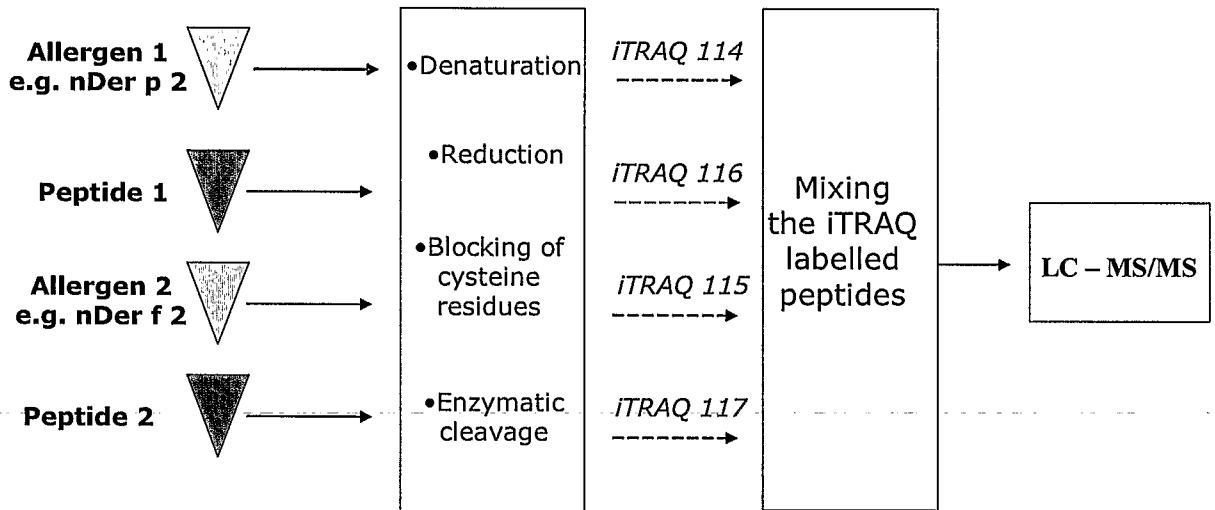 Allergen 1
e.g. nDer p 2
Peptide 1
Allergen 2
e.g. nDer f 2
Peptide 2
•Denaturation
•Reduction
•Blocking of
cysteine
residues
•Enzymatic
cleavage
iTRAQ 114
iTRAQ 116
iTRAQ 115
iTRAQ 117
Mixing
the iTRAQ
labelled
peptides
LC – MS/MS